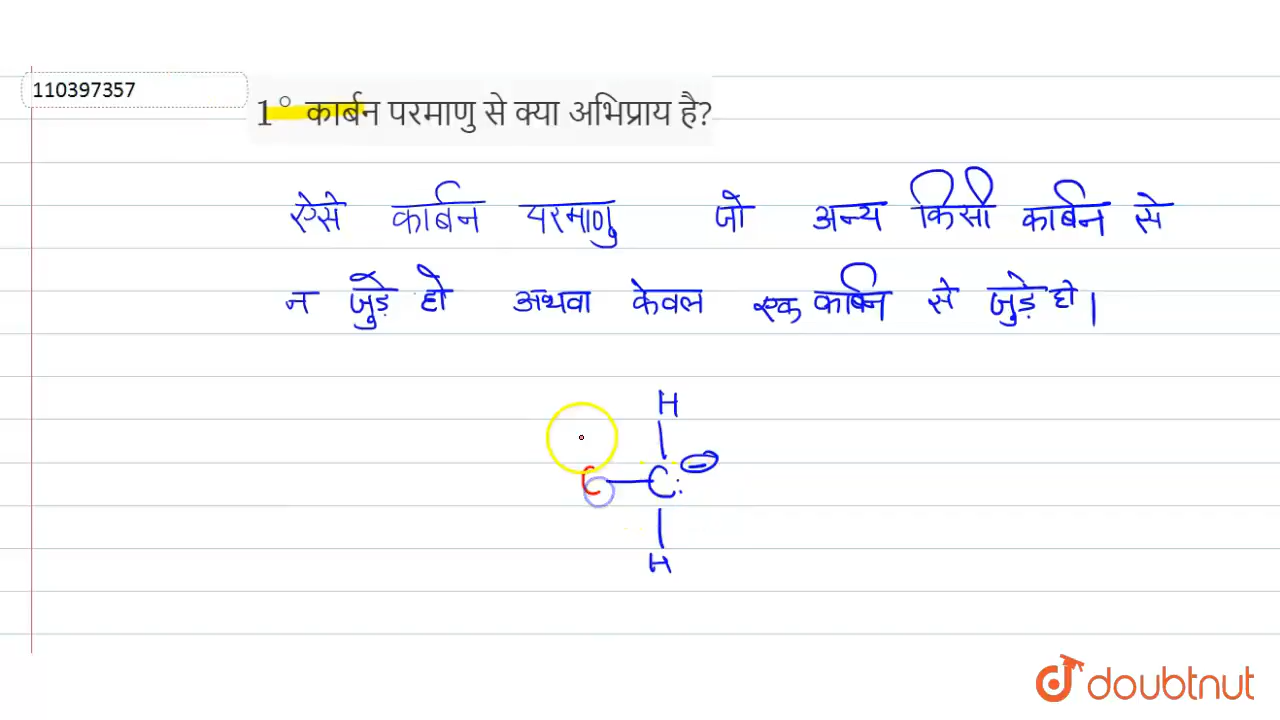 110397357
1° कार्बन परमाणु से क्या अभिप्राय है?
ऐसे कार्बन परमाणु जो अन्य किसी कार्बन से
न जुड़े हो अथवा केवल एक कार्बन से जुड़े हो।
H
C — C: −
H
doubtnut